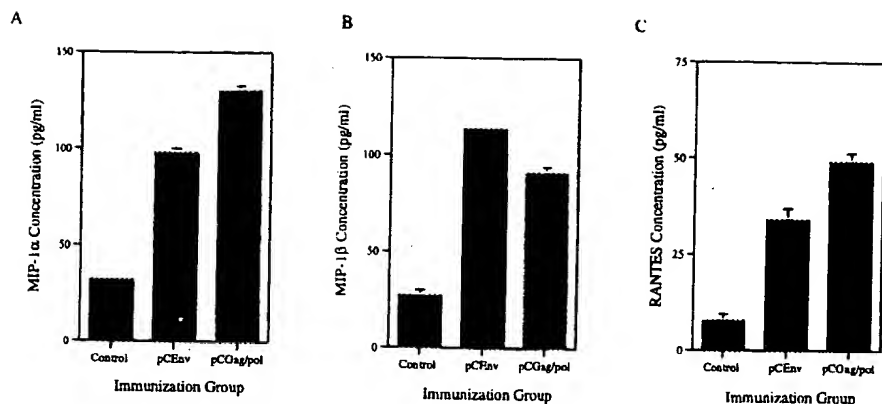 A
MIP-1α Concentration (pg/ml)
150
100
50
0
Control pCEnv pCGag/pol
Immunization Group
B
MIP-1β Concentration (pg/ml)
150
100
50
0
Control pCEnv pCGag/pol
Immunization Group
C
RANTES Concentration (pg/ml)
75
50
25
0
Control pCEnv pCGag/pol
Immunization Group